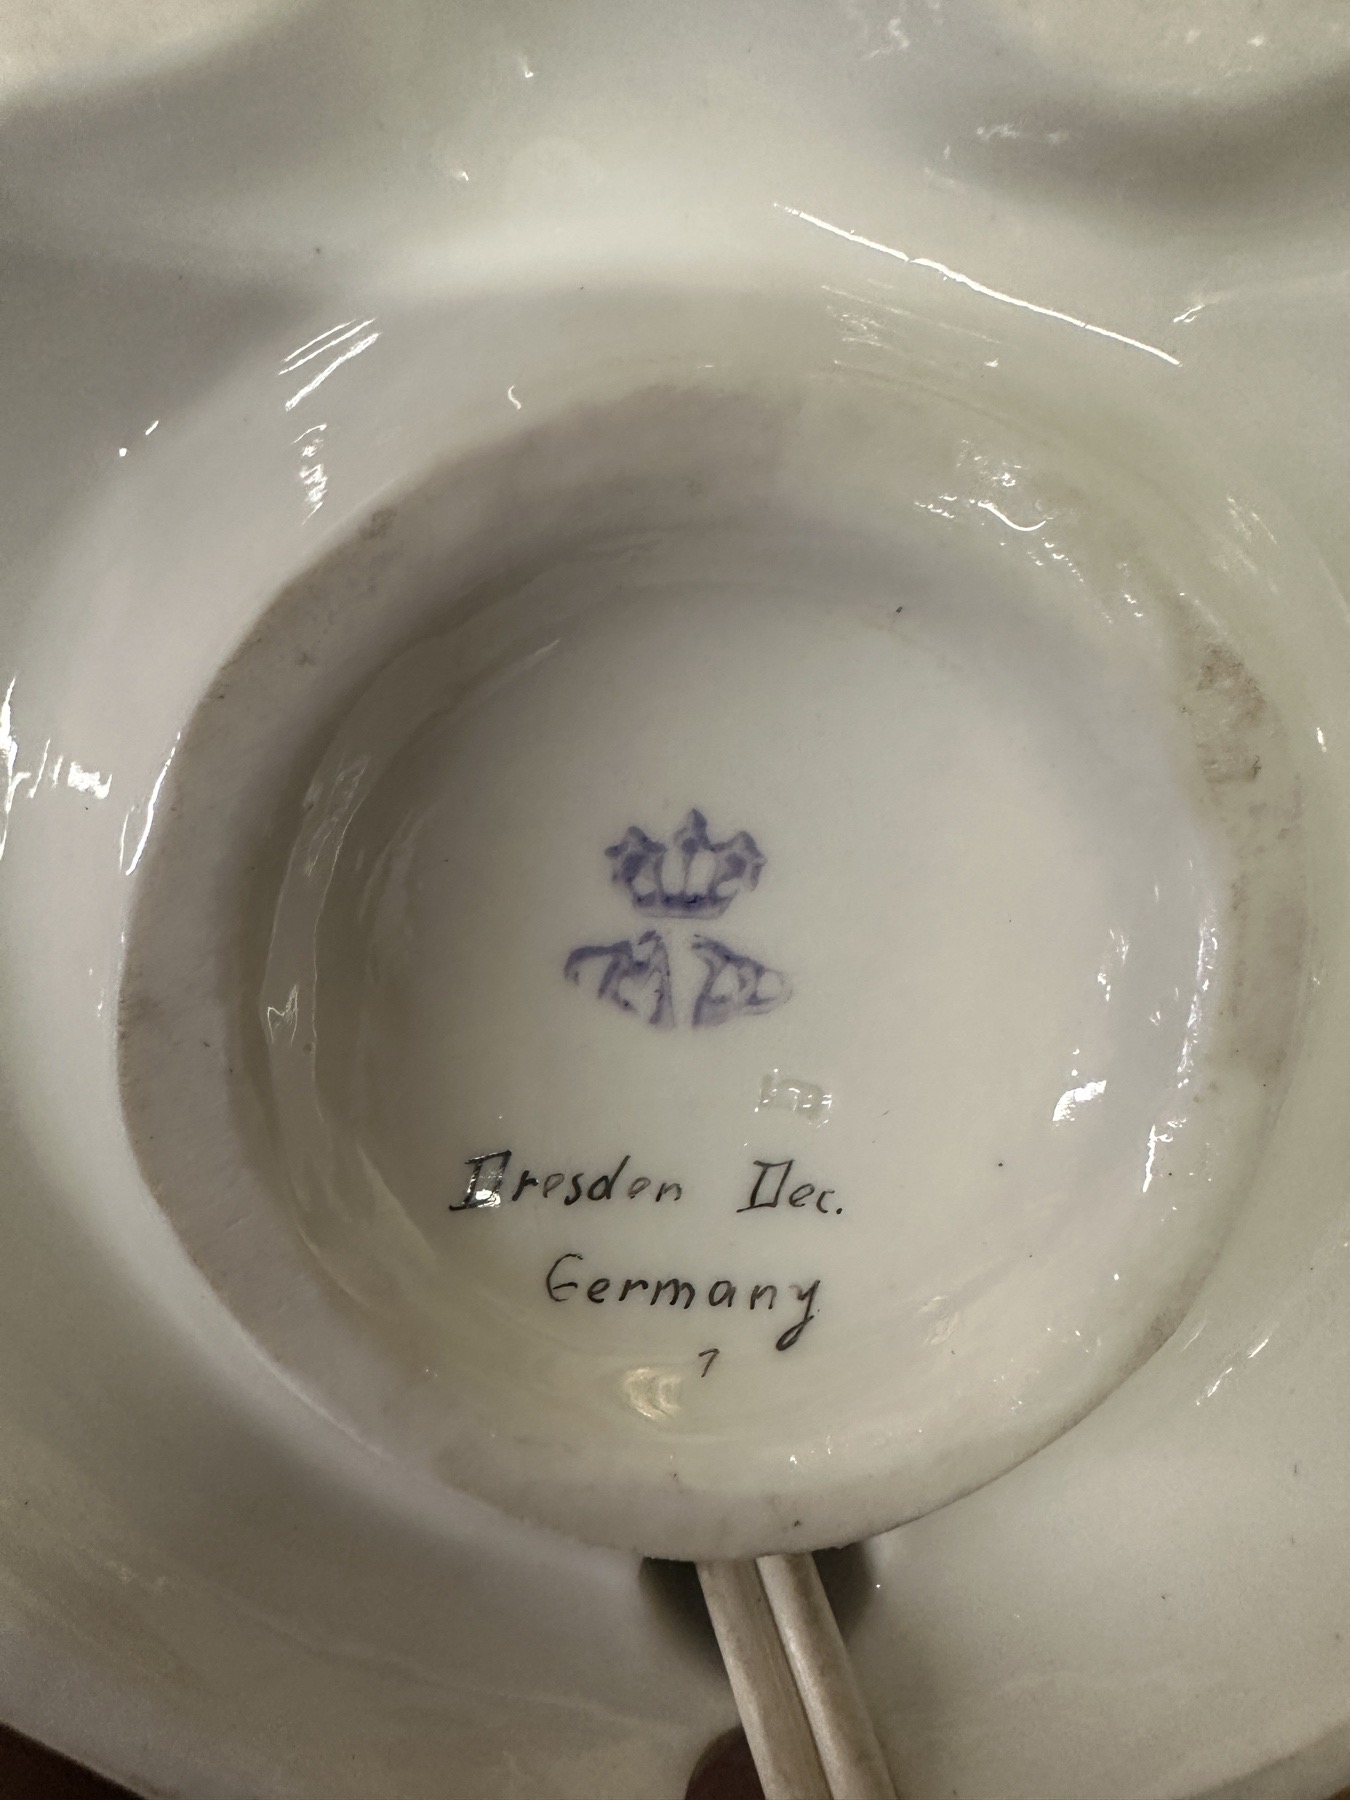 Dresden Dec.
Germany
7